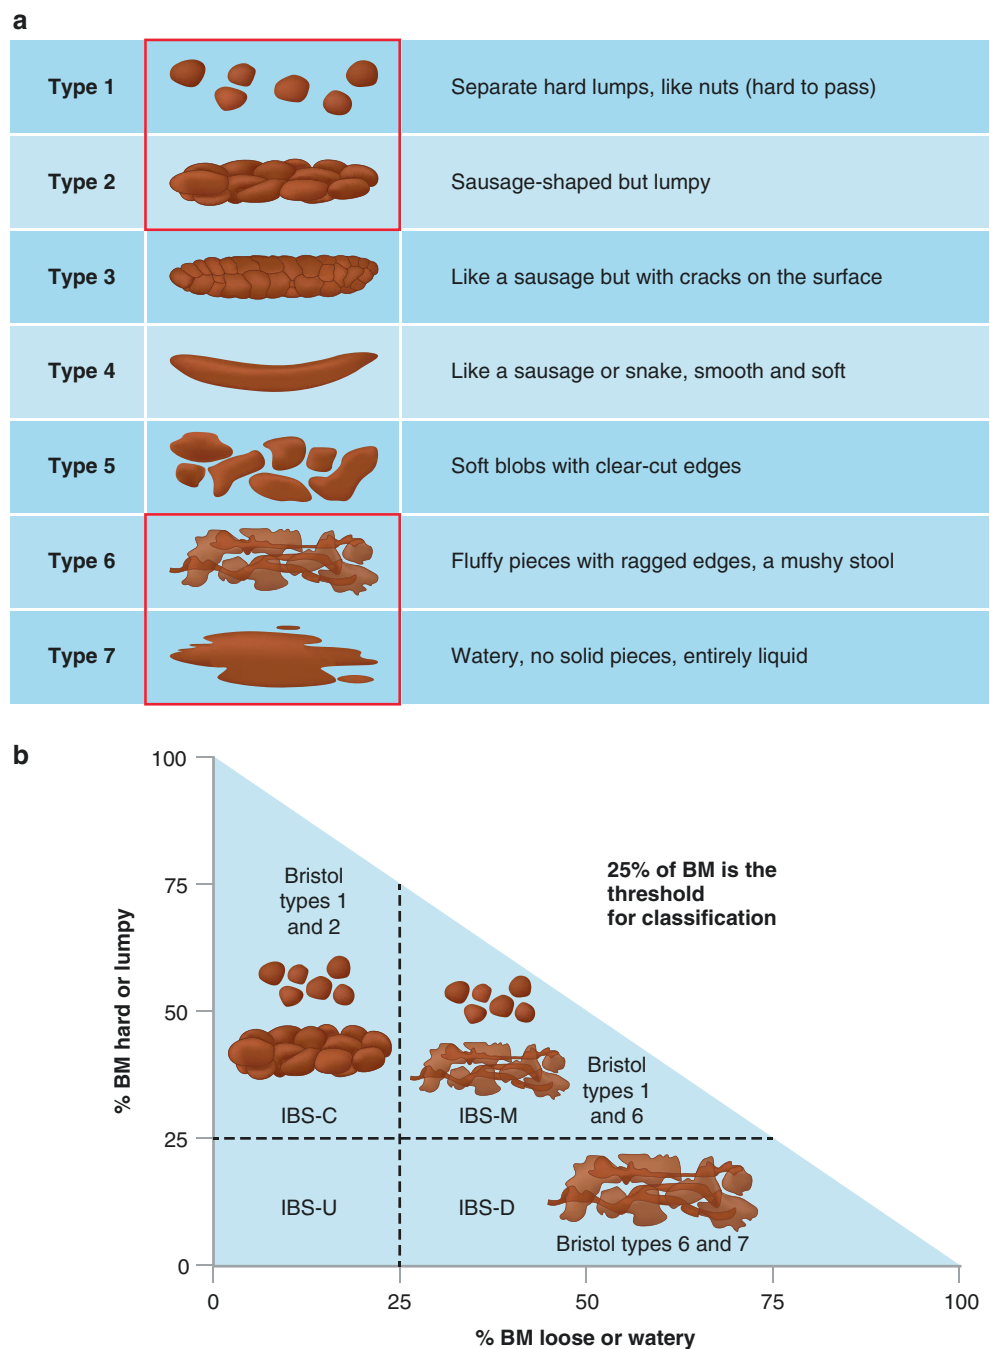 a
Type 1
Separate hard lumps, like nuts (hard to pass)
Type 2
Sausage-shaped but lumpy
Type 3
Like a sausage but with cracks on the surface
Type 4
Like a sausage or snake, smooth and soft
Type 5
Soft blobs with clear-cut edges
Type 6
Fluffy pieces with ragged edges, a mushy stool
Type 7
Watery, no solid pieces, entirely liquid
b
% BM hard or lumpy
100
75
50
25
0
Bristol
types 1
and 2
25% of BM is the
threshold
for classification
Bristol
types 1
and 6
IBS-C
IBS-M
IBS-U
IBS-D
Bristol types 6 and 7
0
25
50
75
100
% BM loose or watery